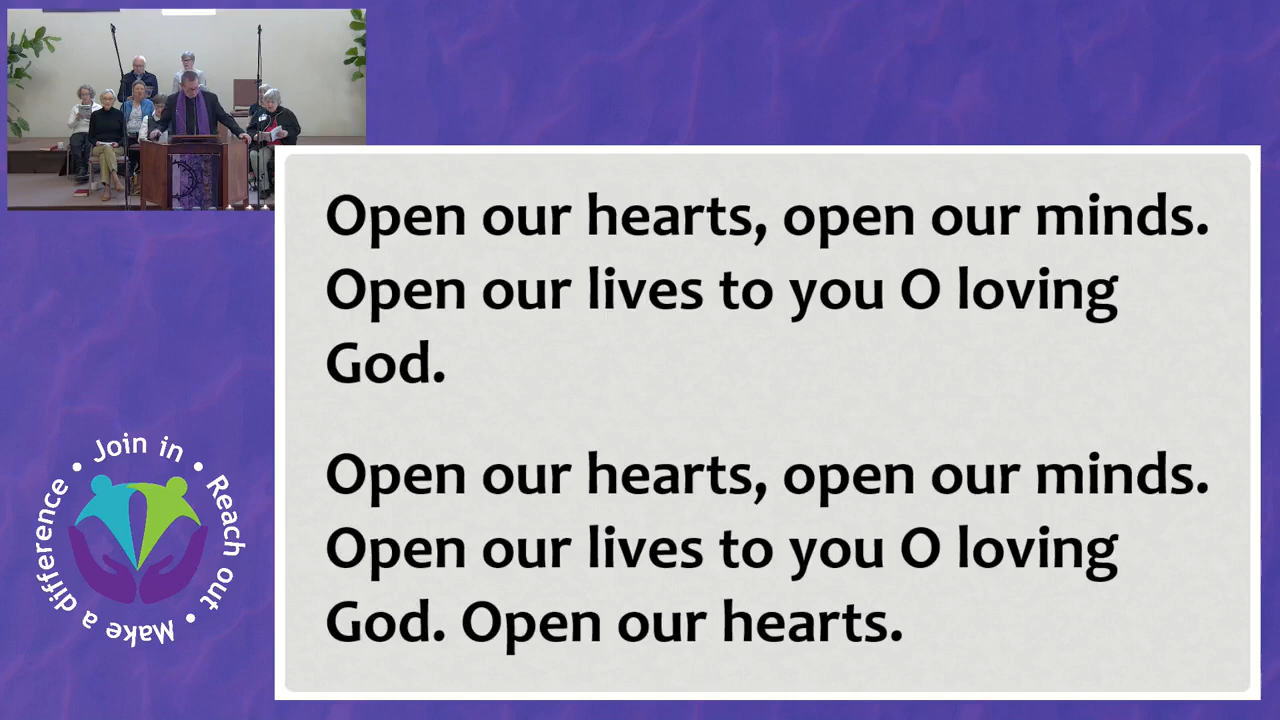 Open our hearts, open our minds.
Open our lives to you O loving
God.
Open our hearts, open our minds.
Open our lives to you O loving
God. Open our hearts.
• Join in • Reach out • Make a difference